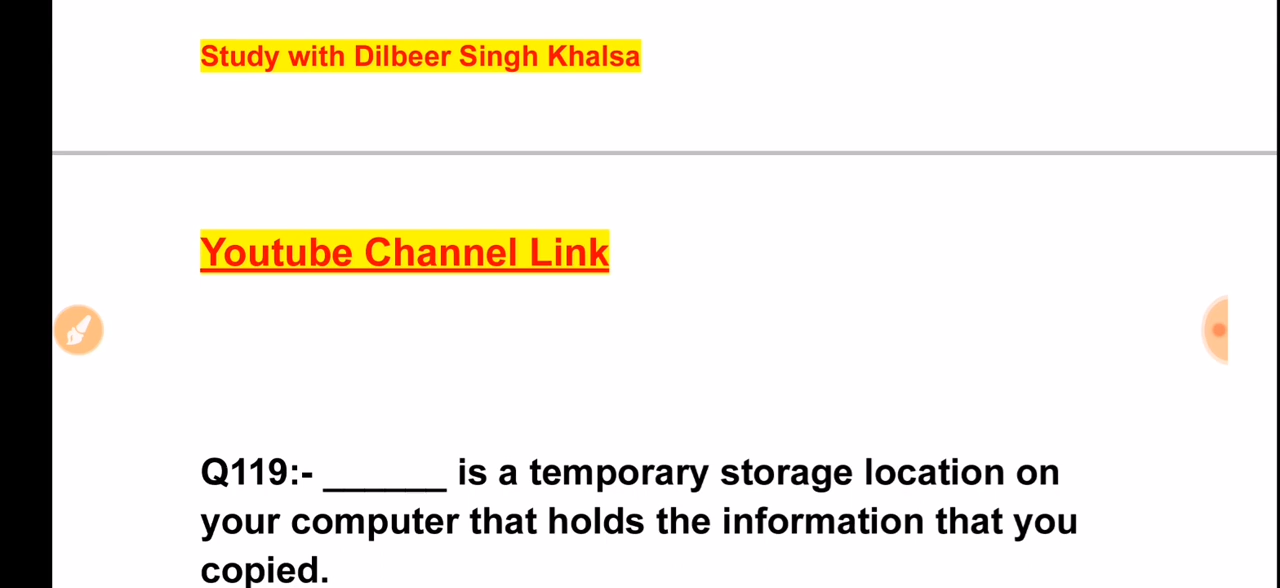 Study with Dilbeer Singh Khalsa
Youtube Channel Link
Q119:- ______ is a temporary storage location on
your computer that holds the information that you
copied.